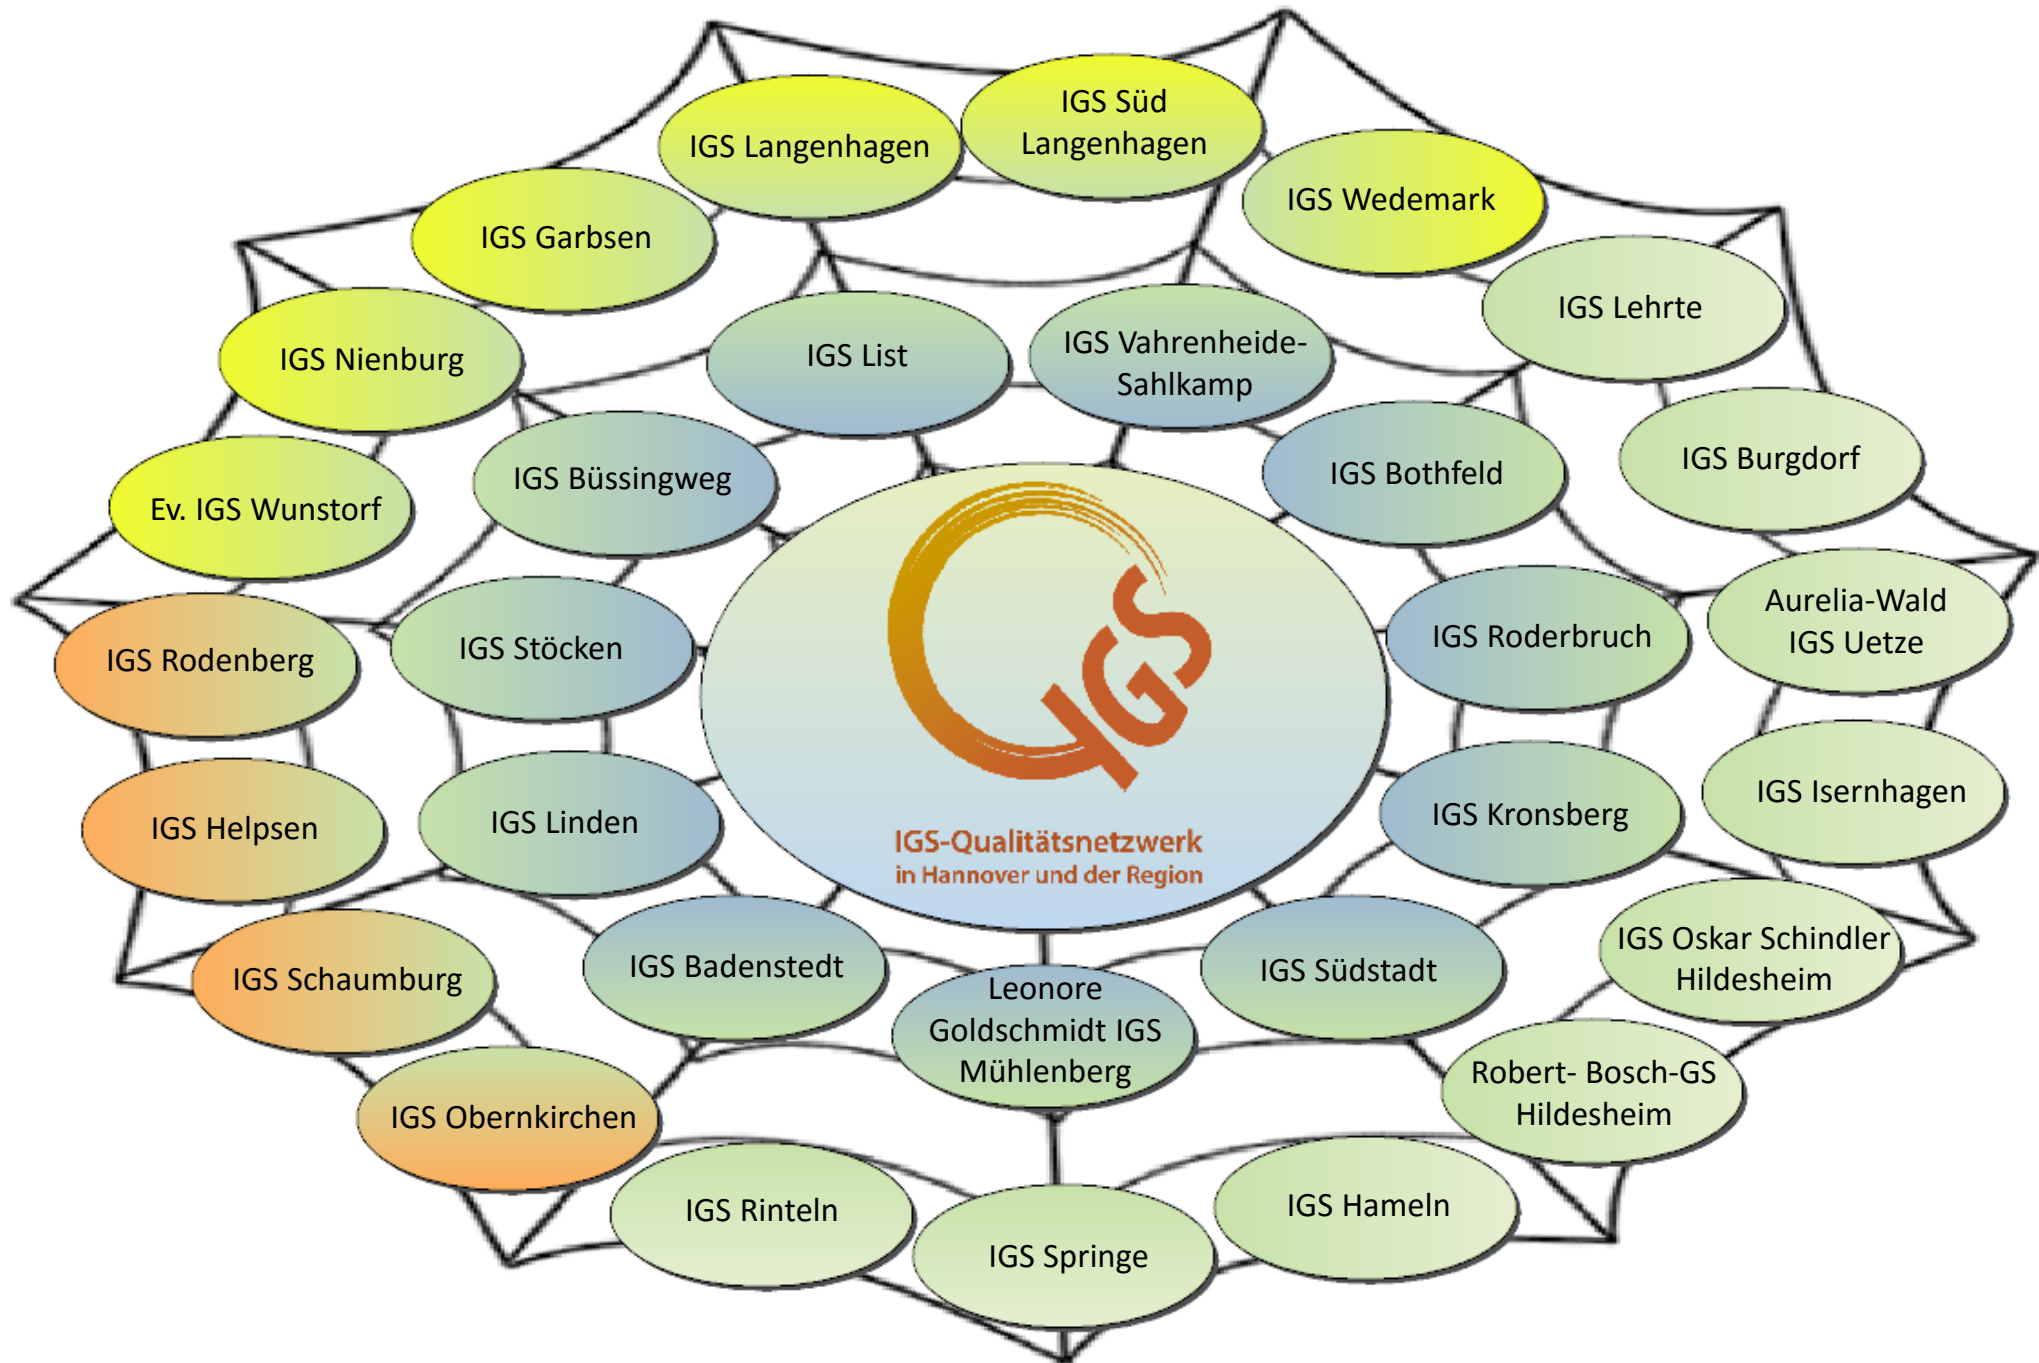 IGS Süd
Langenhagen
IGS Langenhagen
IGS Wedemark
IGS Garbsen
IGS Lehrte
IGS Nienburg
IGS List
IGS Vahrenheide-
Sahlkamp
IGS Büssingweg
IGS Bothfeld
IGS Burgdorf
Ev. IGS Wunstorf
IGS Rodenberg
IGS Stöcken
IGS
IGS Roderbruch
Aurelia-Wald
IGS Uetze
IGS Helpsen
IGS Linden
IGS-Qualitätsnetzwerk
in Hannover und der Region
IGS Kronsberg
IGS Isernhagen
IGS Schaumburg
IGS Badenstedt
Leonore
Goldschmidt IGS
Mühlenberg
IGS Südstadt
IGS Oskar Schindler
Hildesheim
IGS Obernkirchen
Robert- Bosch-GS
Hildesheim
IGS Rinteln
IGS Springe
IGS Hameln